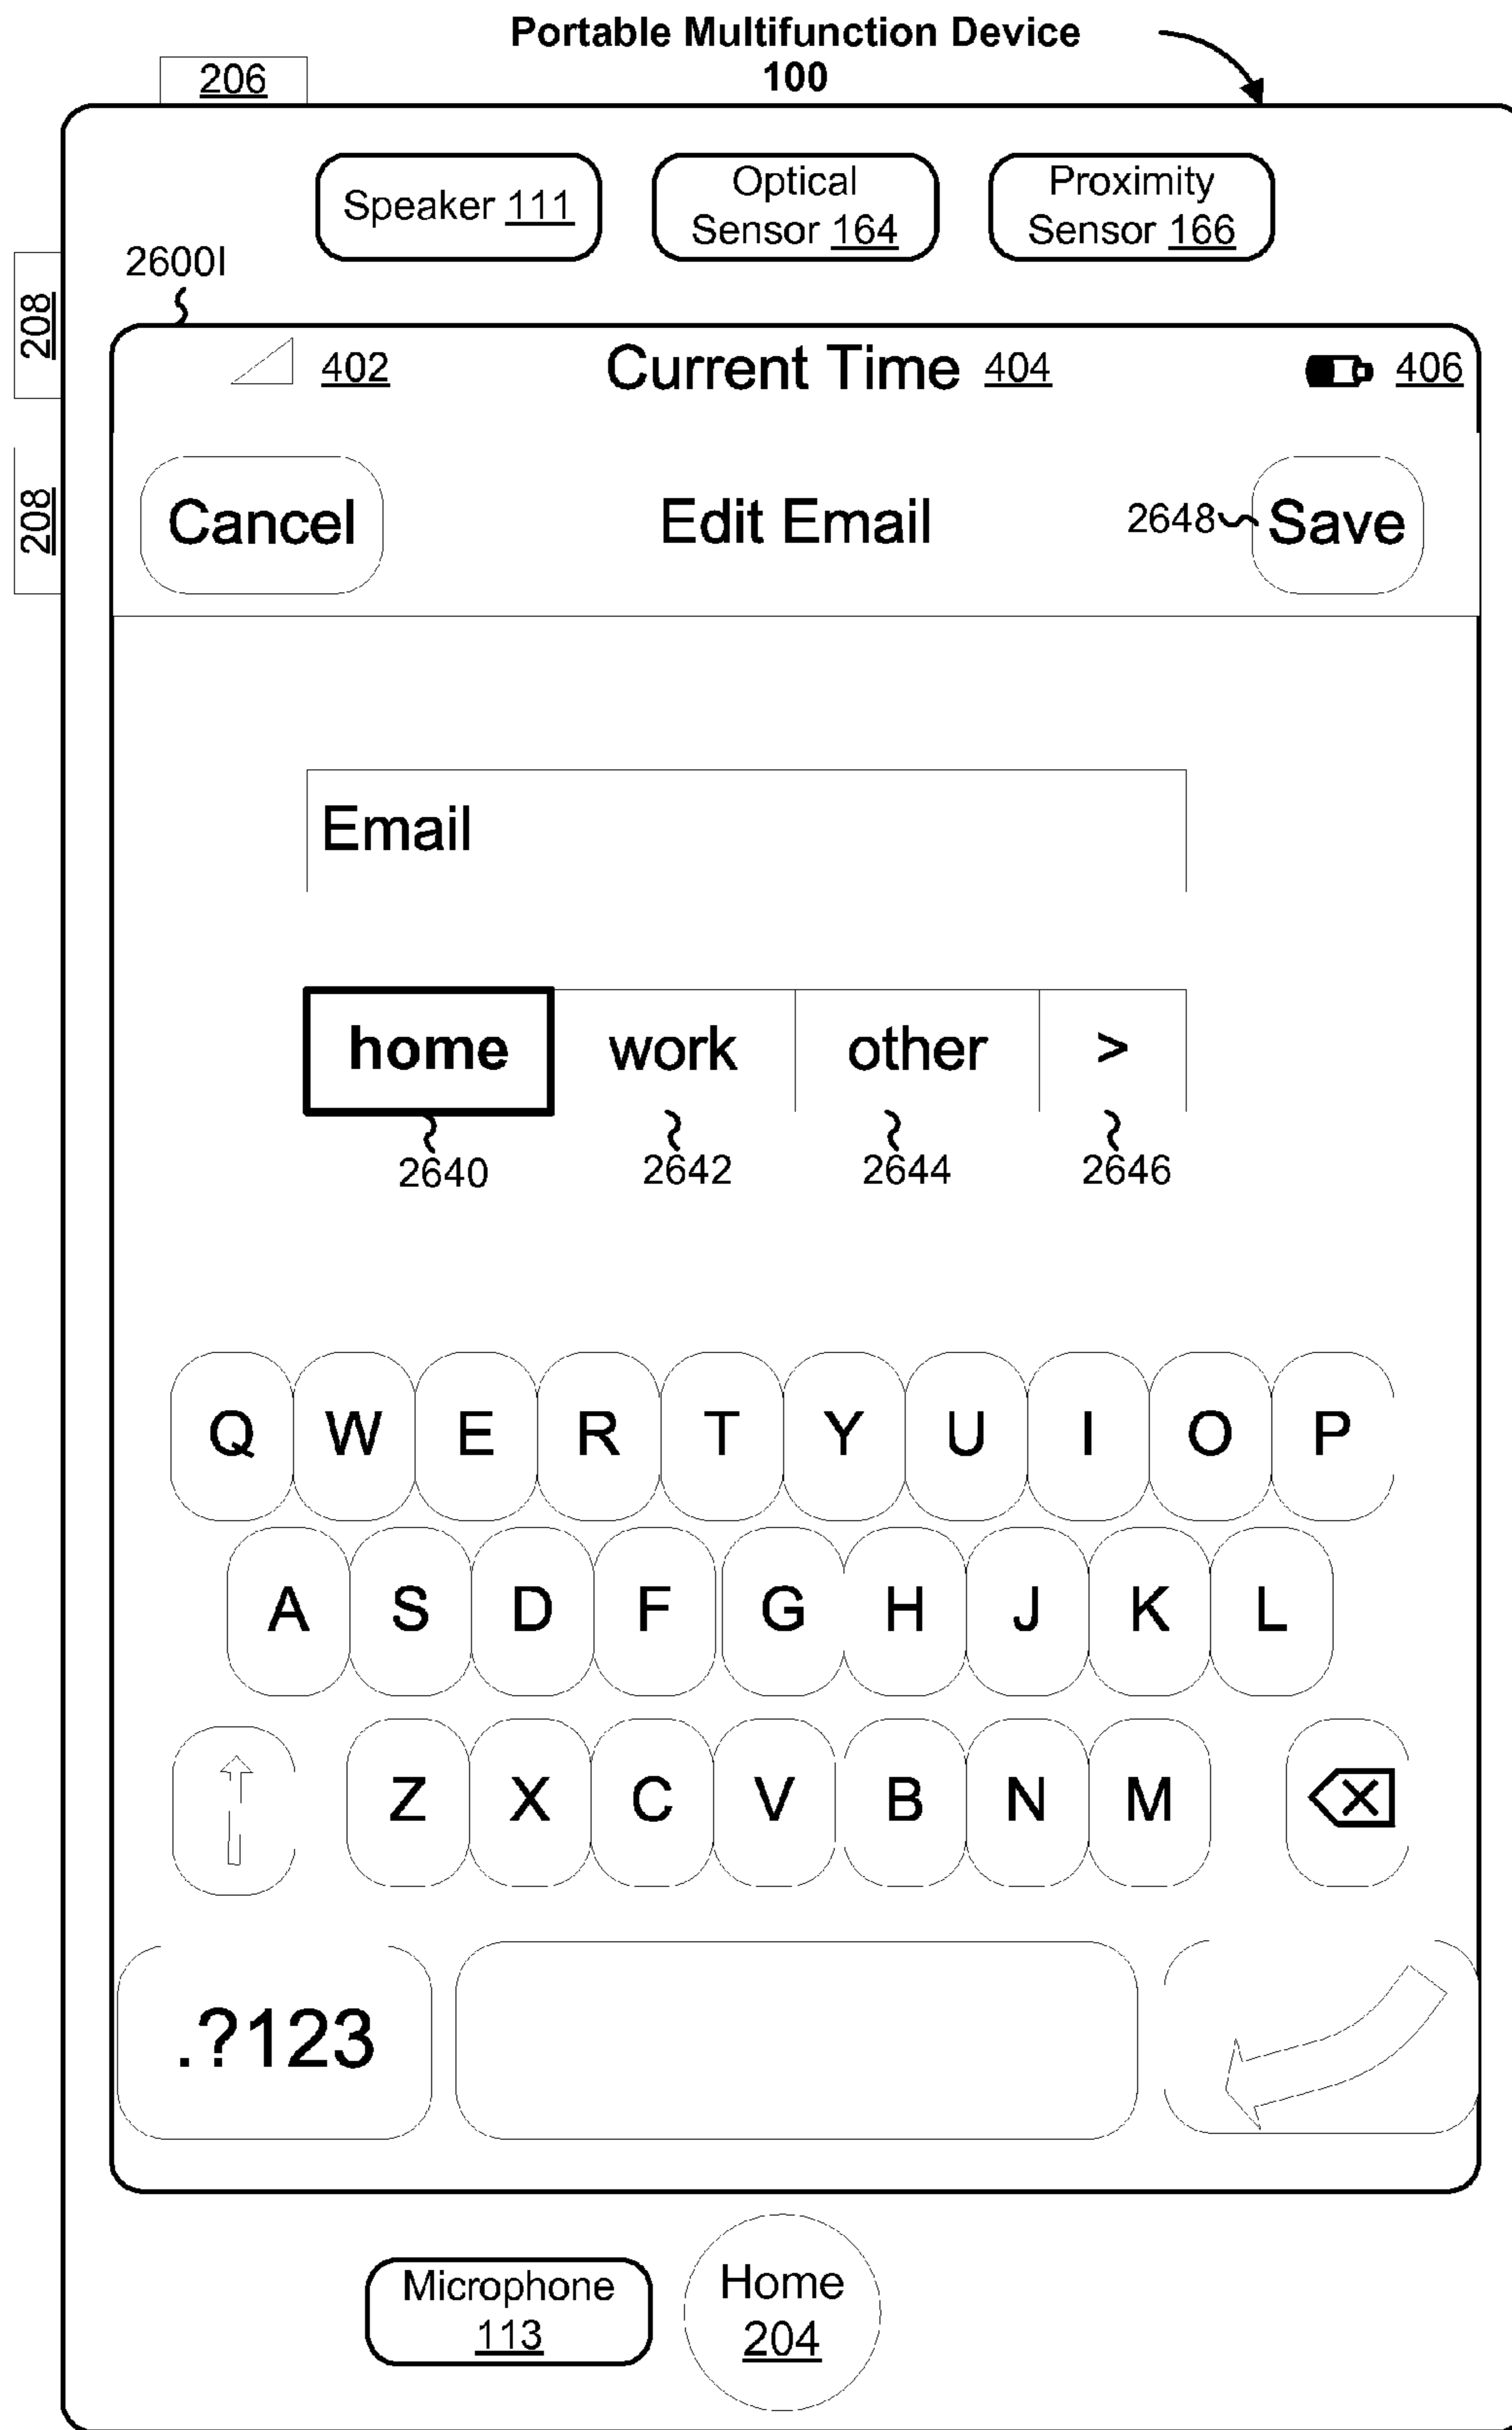 Portable Multifunction Device
100
206
Speaker 111
Optical
Sensor 164
Proximity
Sensor 166
2600I
208
208
402
Current Time 404
406
Cancel
Edit Email
2648
Save
Email
home
work
other
>
2640
2642
2644
2646
Q W E R T Y U I O P
A S D F G H J K L
Z X C V B N M
.?123
Microphone
113
Home
204